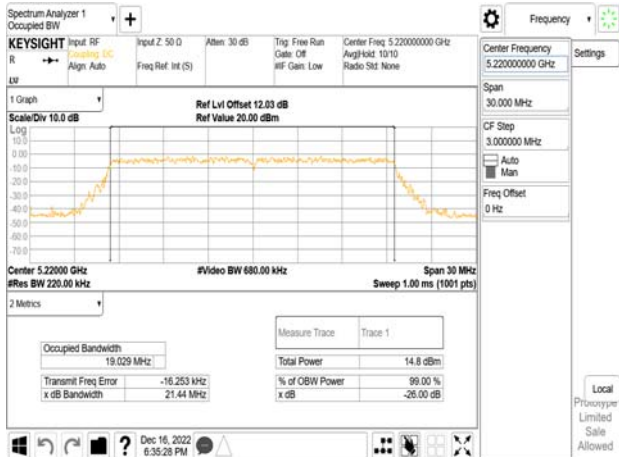 Spectrum Analyzer 1
Occupied BW
Frequency
KEYSIGHT
Input: RF
Coupling: DC
Align: Auto
Input Z: 50 Ω
Freq Ref: Int (S)
Atten: 30 dB
Trig: Free Run
Gate: Off
#IF Gain: Low
Center Freq: 5.220000000 GHz
Avg|Hold: 10/10
Radio Std: None
R
LXI
Center Frequency
5.220000000 GHz
Settings
Span
30.000 MHz
CF Step
3.000000 MHz
Auto
Man
Freq Offset
0 Hz
1 Graph
Scale/Div 10.0 dB
Ref Lvl Offset 12.03 dB
Ref Value 20.00 dBm
Log
10.0
0.00
-10.0
-20.0
-30.0
-40.0
-50.0
-60.0
-70.0
Center 5.22000 GHz
#Video BW 680.00 kHz
Span 30 MHz
#Res BW 220.00 kHz
Sweep 1.00 ms (1001 pts)
2 Metrics
Measure Trace
Trace 1
Occupied Bandwidth
19.029 MHz
Total Power
14.8 dBm
Transmit Freq Error
-16.253 kHz
% of OBW Power
99.00 %
x dB Bandwidth
21.44 MHz
x dB
-26.00 dB
Local
Prototype
Limited
Sale
Allowed
?
Dec 16, 2022
6:35:28 PM